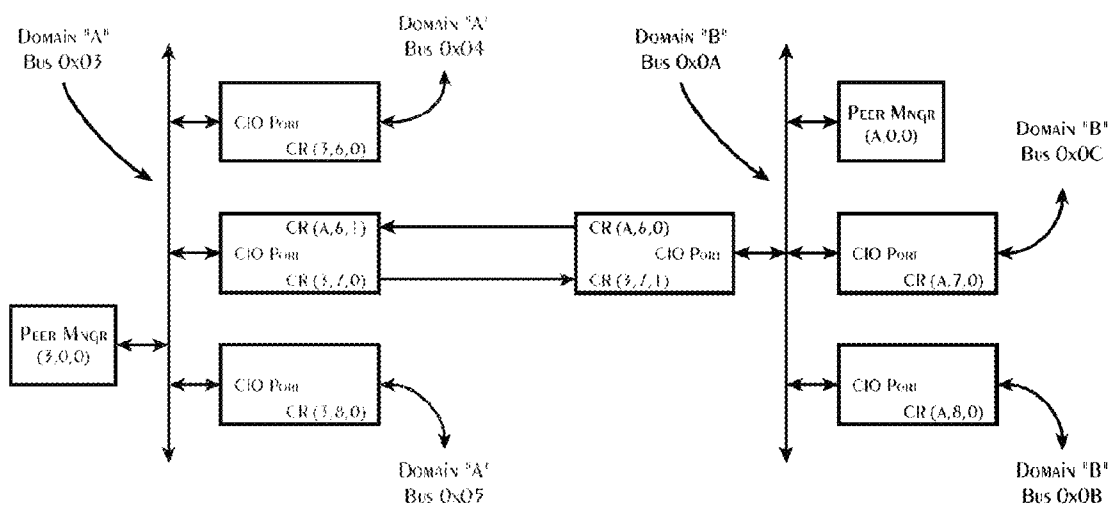 Domain "A"
Bus 0x03
Domain "A"
Bus 0x04
CIO Port
CR (3,6,0)
CR (A,6,1)
CIO Port
CR (3,7,0)
Peer Mngr
(3,0,0)
CIO Port
CR (3,8,0)
Domain "A"
Bus 0x05
Domain "B"
Bus 0x0A
Peer Mngr
(A,0,0)
Domain "B"
Bus 0x0C
CR (A,6,0)
CIO Port
CR (3,7,1)
CIO Port
CR (A,7,0)
CIO Port
CR (A,8,0)
Domain "B"
Bus 0x0B